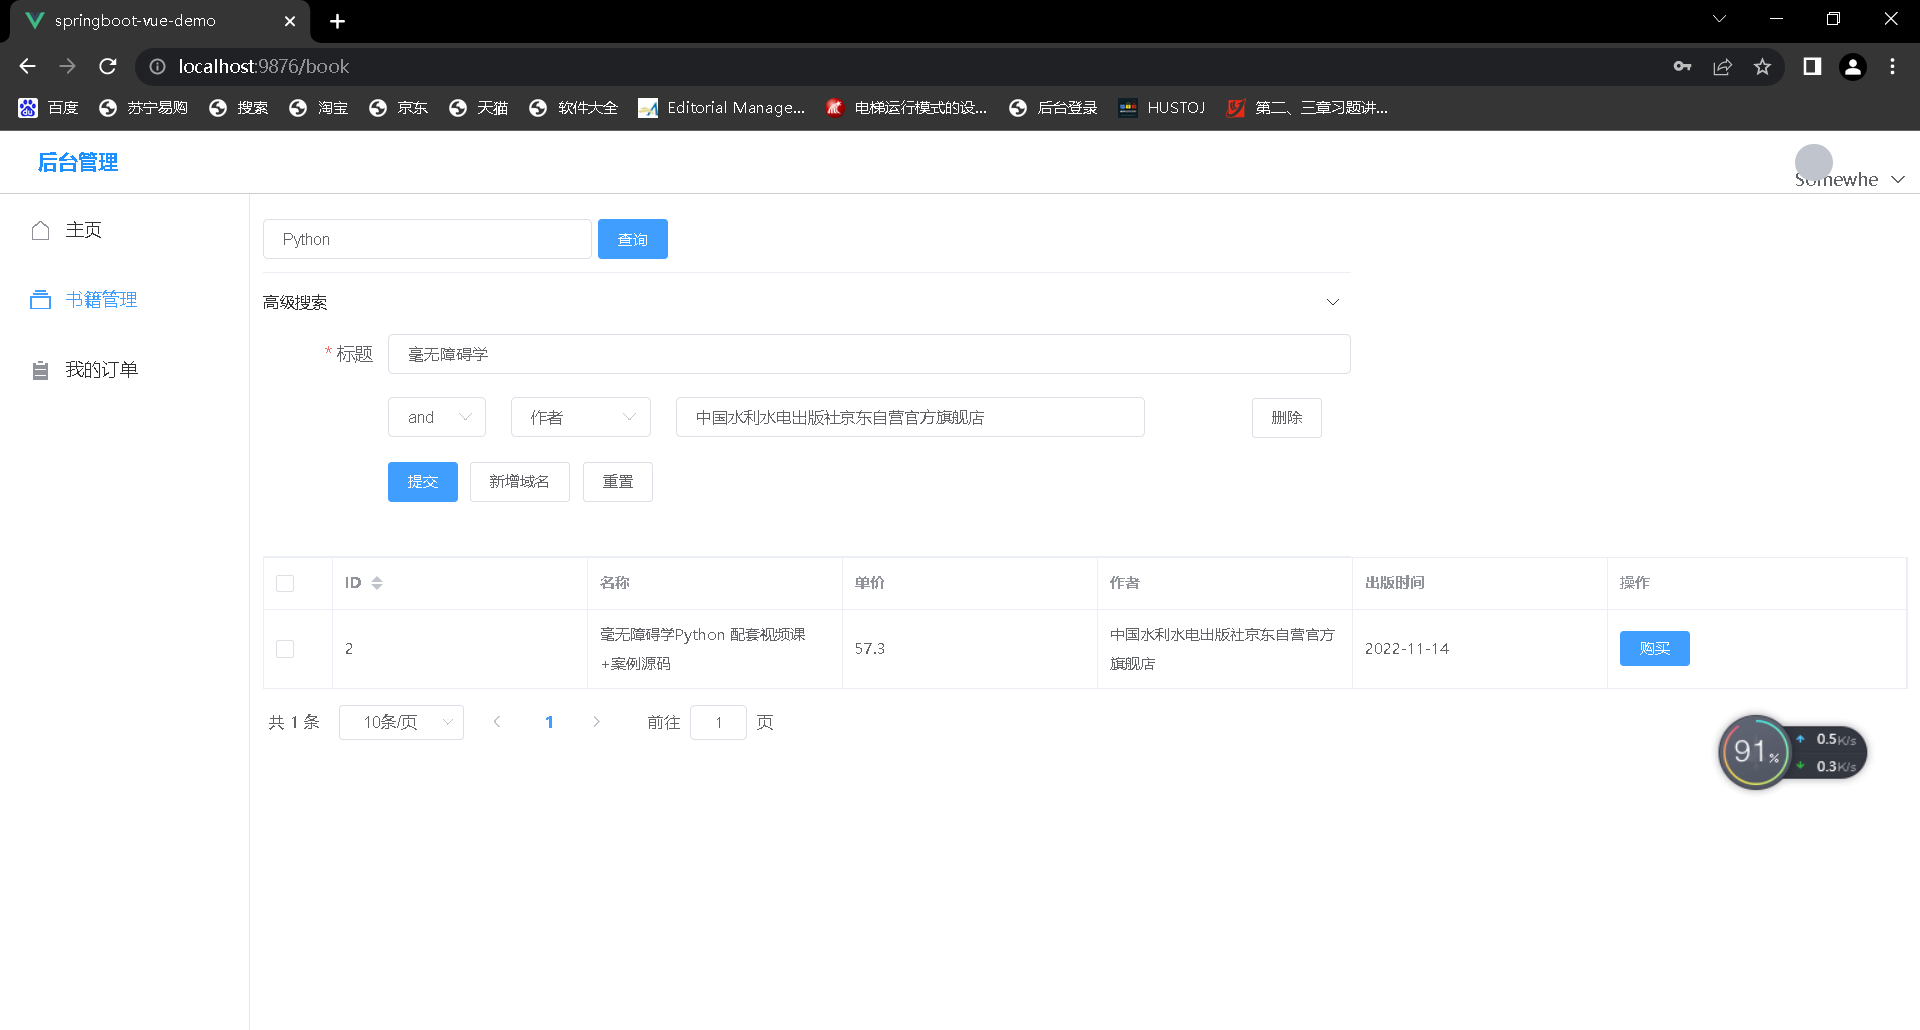 springboot-vue-demo
localhost:9876/book
百度 苏宁易购 搜索 淘宝 京东 天猫 软件大全 Editorial Manage... 电梯运行模式的设... 后台登录 HUSTOJ 第二、三章习题讲...
后台管理
Somewhe
主页
书籍管理
我的订单
Python 查询
高级搜索
* 标题 毫无障碍学
and 作者 中国水利水电出版社京东自营官方旗舰店 删除
提交 新增域名 重置
ID 名称 单价 作者 出版时间 操作
2 毫无障碍学Python 配套视频课+案例源码 57.3 中国水利水电出版社京东自营官方旗舰店 2022-11-14 购买
共 1 条 10条/页 1 前往 1 页
91% 0.5K/s
0.3K/s